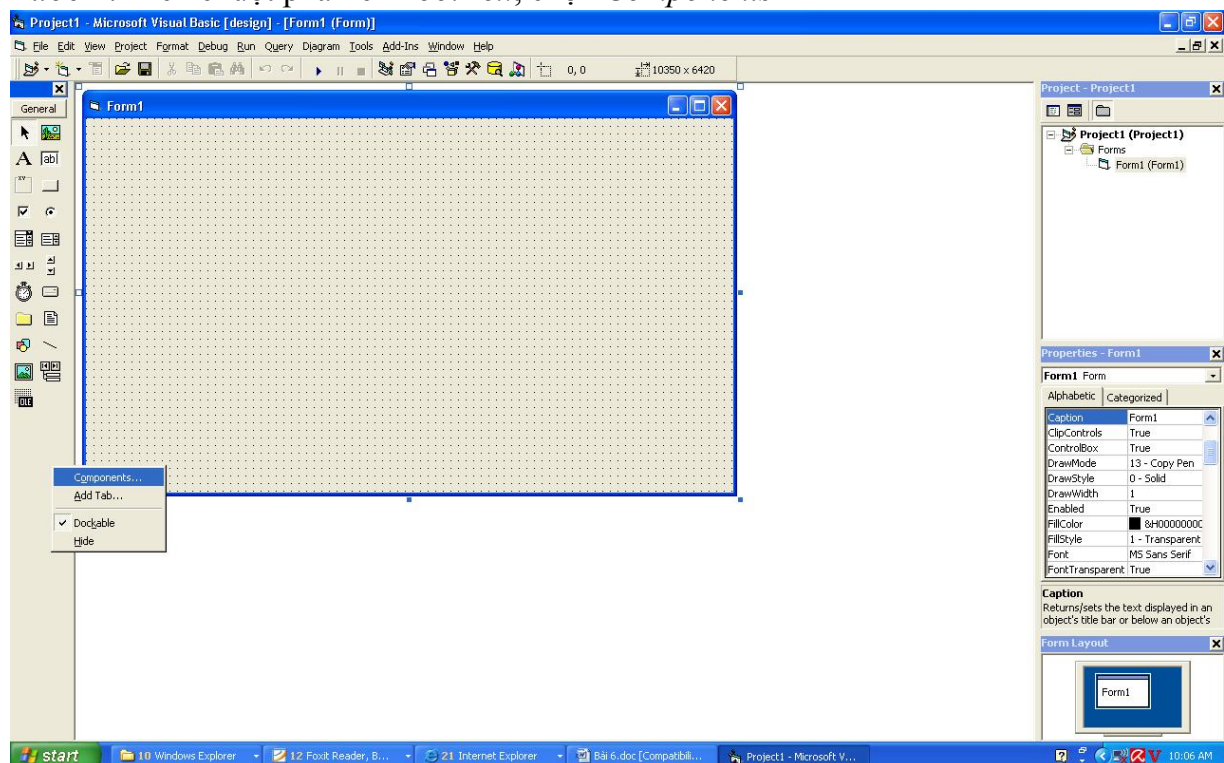 Components
Project1 - Microsoft Visual Basic [design] - [Form1 (Form)]
File Edit View Project Format Debug Run Query Diagram Tools Add-Ins Window Help
0, 0 10350 x 6420
General
Form1
A ab
xv
OLE
Components...
Add Tab...
Dockable
Hide
Project - Project1
Project1 (Project1)
Forms
Form1 (Form1)
Properties - Form1
Form1 Form
Alphabetic Categorized
Caption Form1
ClipControls True
ControlBox True
DrawMode 13 - Copy Pen
DrawStyle 0 - Solid
DrawWidth 1
Enabled True
FillColor &H00000000
FillStyle 1 - Transparent
Font MS Sans Serif
FontTransparent True
Caption
Returns/sets the text displayed in an
object's title bar or below an object's
Form Layout
Form1
start 10 Windows Explorer 12 Foxit Reader, B... 21 Internet Explorer Bài 6.doc [Compatibili... Project1 - Microsoft V... 10:06 AM